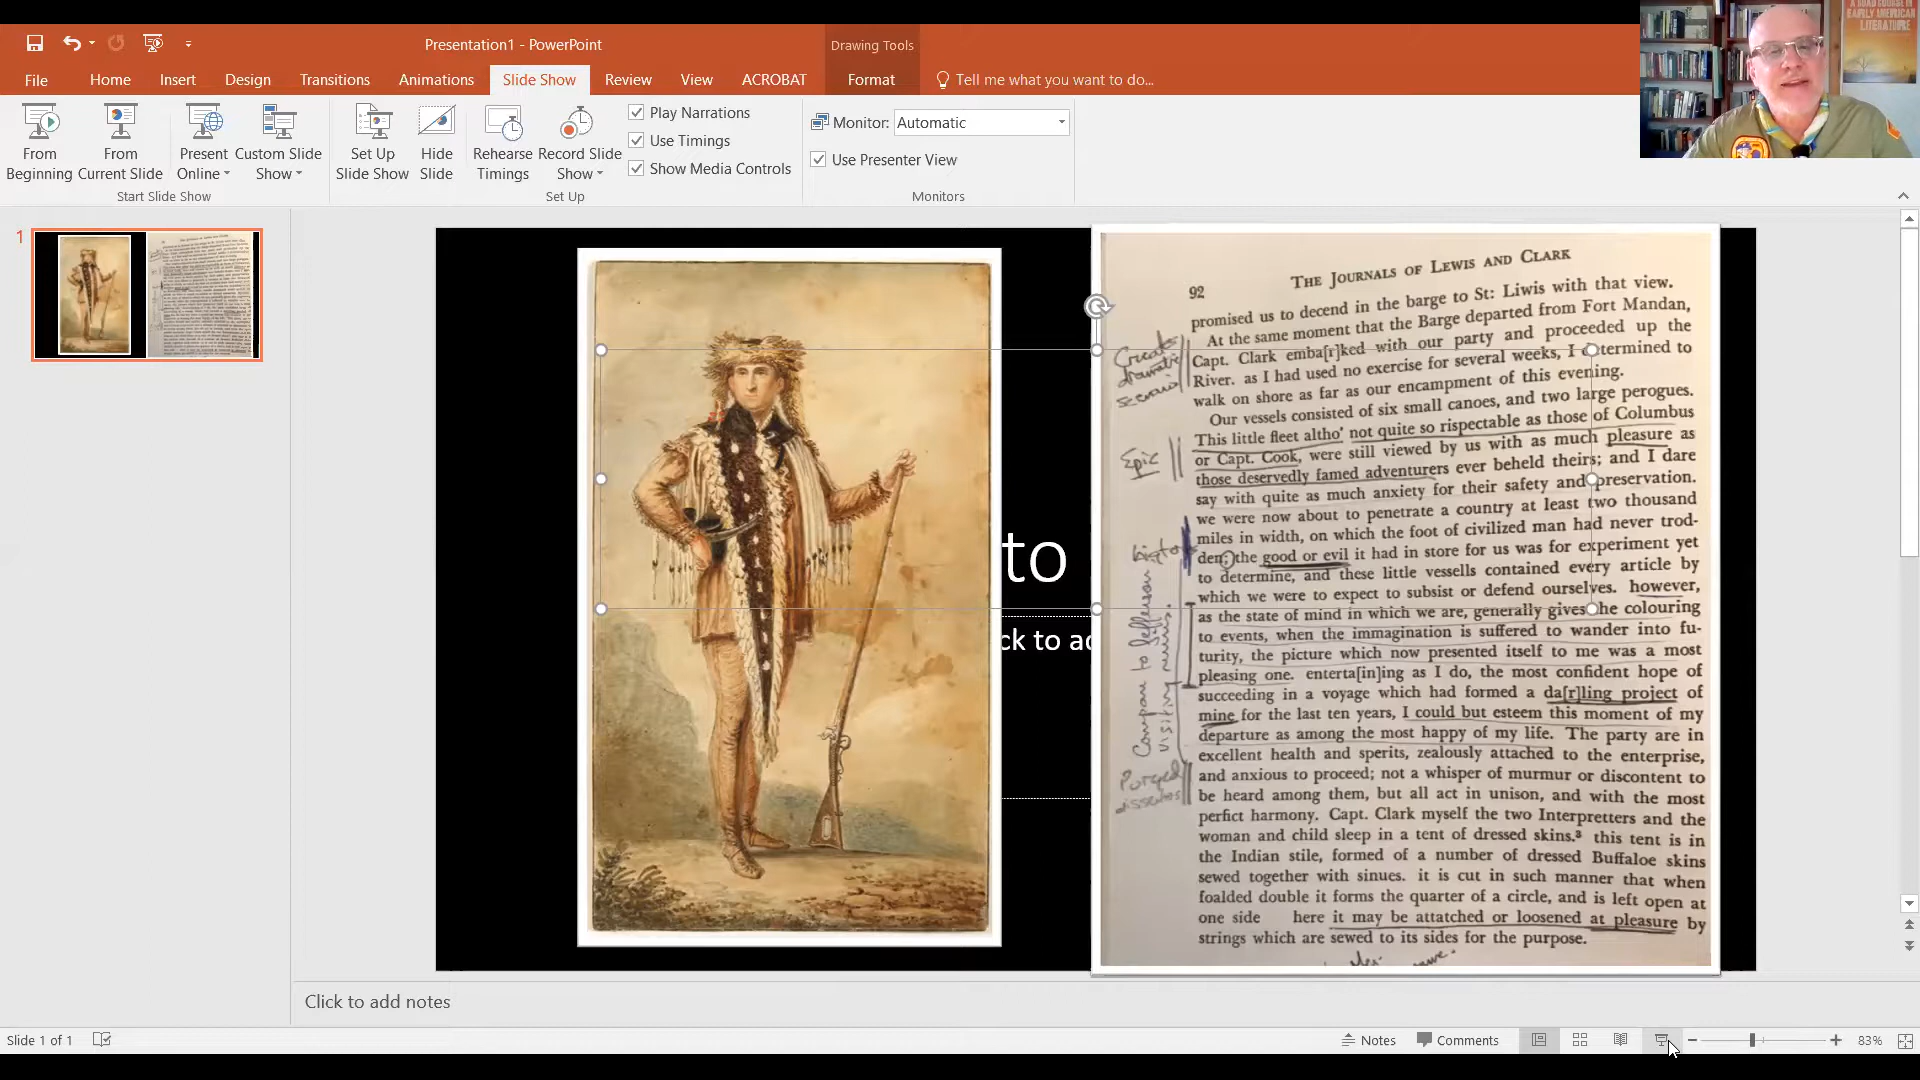 Presentation1 - PowerPoint
Drawing Tools
File
Home
Insert
Design
Transitions
Animations
Slide Show
Review
View
ACROBAT
Format
Tell me what you want to do...
From Beginning
From Current Slide
Present Online
Custom Slide Show
Set Up Slide Show
Hide Slide
Rehearse Timings
Record Slide Show
Play Narrations
Use Timings
Show Media Controls
Monitor: Automatic
Use Presenter View
Start Slide Show
Set Up
Monitors
EARLY AMERICAN
LITERATURE
1
to
ck to ad
92
THE JOURNALS OF LEWIS AND CLARK
promised us to decend in the barge to St: Liwis with that view.
At the same moment that the Barge departed from Fort Mandan,
Capt. Clark emba[r]ked with our party and proceeded up the
River. as I had used no exercise for several weeks, I determined to
walk on shore as far as our encampment of this evening.
Our vessels consisted of six small canoes, and two large perogues.
This little fleet altho' not quite so rispectable as those of Columbus
or Capt. Cook, were still viewed by us with as much pleasure as
those deservedly famed adventurers ever beheld theirs; and I dare
say with quite as much anxiety for their safety and preservation.
we were now about to penetrate a country at least two thousand
miles in width, on which the foot of civilized man had never trod-
den; the good or evil it had in store for us was for experiment yet
to determine, and these little vessells contained every article by
which we were to expect to subsist or defend ourselves. however,
as the state of mind in which we are, generally gives the colouring
to events, when the immagination is suffered to wander into fu-
turity, the picture which now presented itself to me was a most
pleasing one. enterta[in]ing as I do, the most confident hope of
succeeding in a voyage which had formed a da[r]ling project of
mine for the last ten years, I could but esteem this moment of my
departure as among the most happy of my life. The party are in
excellent health and sperits, zealously attached to the enterprise,
and anxious to proceed; not a whisper of murmur or discontent to
be heard among them, but all act in unison, and with the most
perfict harmony. Capt. Clark myself the two Interpretters and the
woman and child sleep in a tent of dressed skins.³ this tent is in
the Indian stile, formed of a number of dressed Buffaloe skins
sewed together with sinues. it is cut in such manner that when
foalded double it forms the quarter of a circle, and is left open at
one side here it may be attatched or loosened at pleasure by
strings which are sewed to its sides for the purpose.
Epic
Compare to Jefferson
Purged
dissenters
Click to add notes
Slide 1 of 1
Notes
Comments
83%